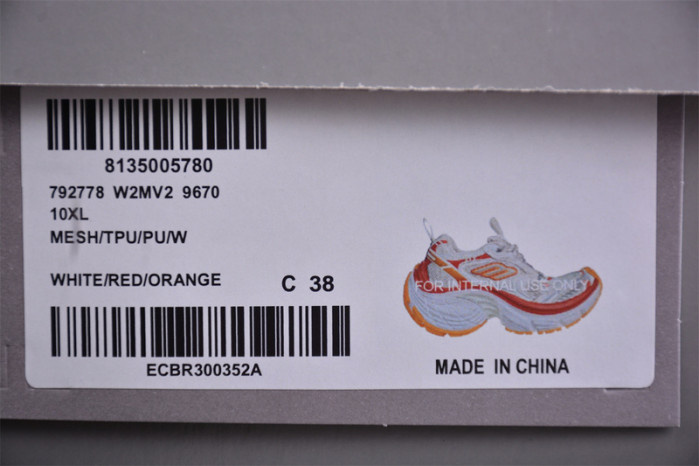 8135005780
792778 W2MV2 9670
10XL
MESH/TPU/PU/W
WHITE/RED/ORANGE C 38
FOR INTERNAL USE ONLY
ECBR300352A
MADE IN CHINA